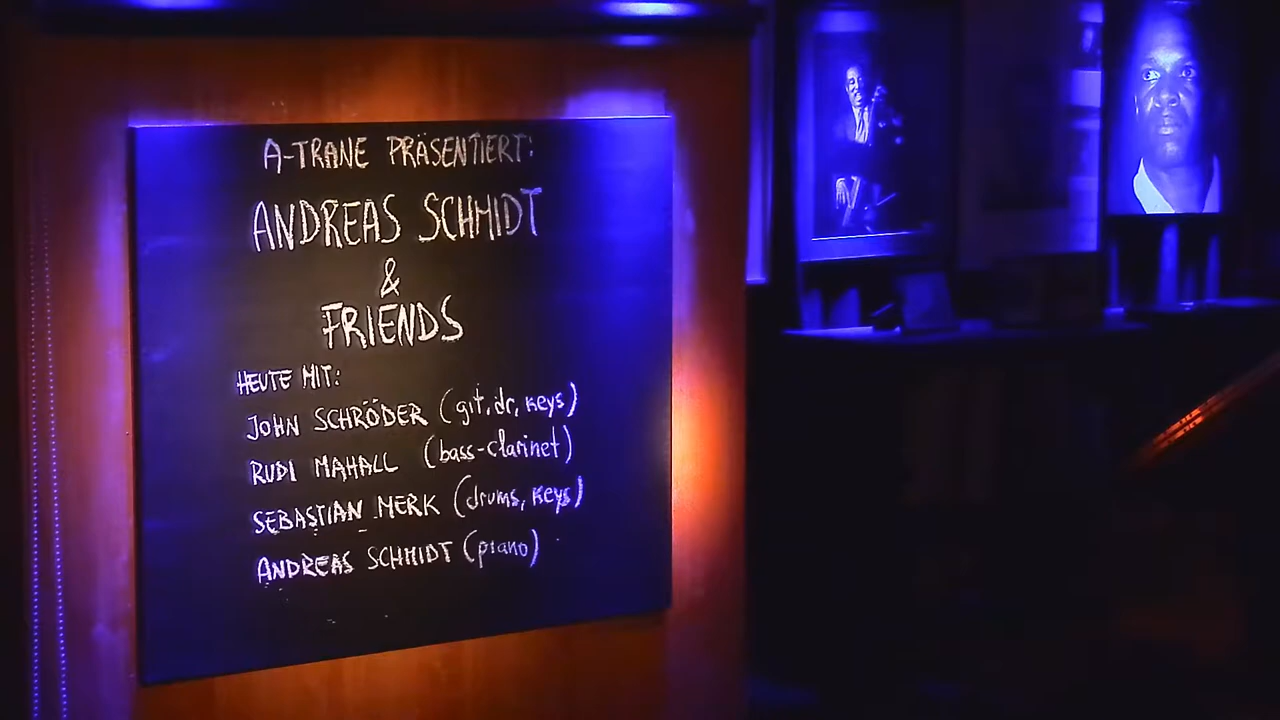 A-TRANE PRÄSENTIERT:
ANDREAS SCHMIDT
&
FRIENDS
HEUTE MIT:
JOHN SCHRÖDER (git, dr, keys)
RUDI MAHALL (bass-clarinet)
SEBASTIAN MERK (drums, keys)
ANDREAS SCHMIDT (piano)